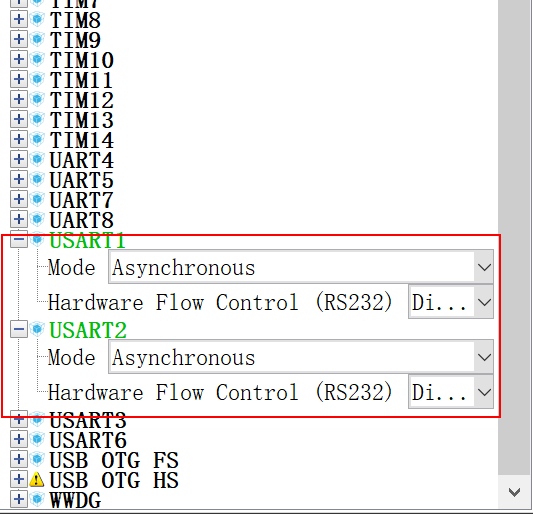 TIM7
TIM8
TIM9
TIM10
TIM11
TIM12
TIM13
TIM14
UART4
UART5
UART7
UART8
USART1
Mode Asynchronous
Hardware Flow Control (RS232) Di...
USART2
Mode Asynchronous
Hardware Flow Control (RS232) Di...
USART3
USART6
USB OTG FS
USB OTG HS
WWDG